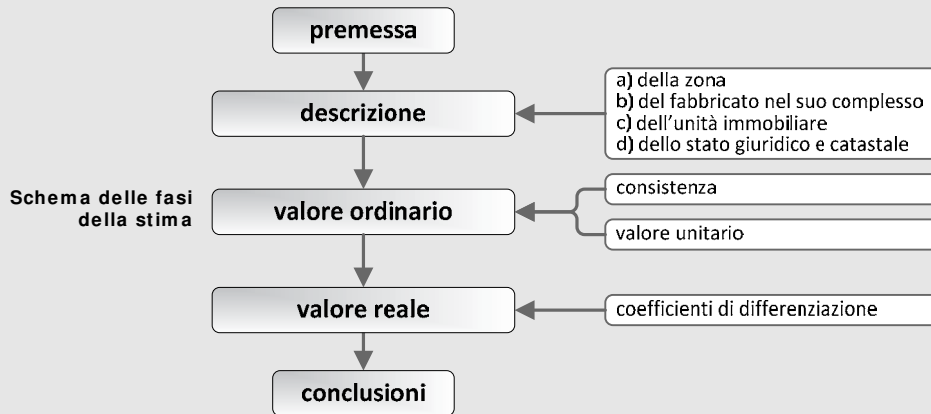 premessa
descrizione
a) della zona
b) del fabbricato nel suo complesso
c) dell'unità immobiliare
d) dello stato giuridico e catastale
Schema delle fasi
della stima
valore ordinario
consistenza
valore unitario
valore reale
coefficienti di differenziazione
conclusioni